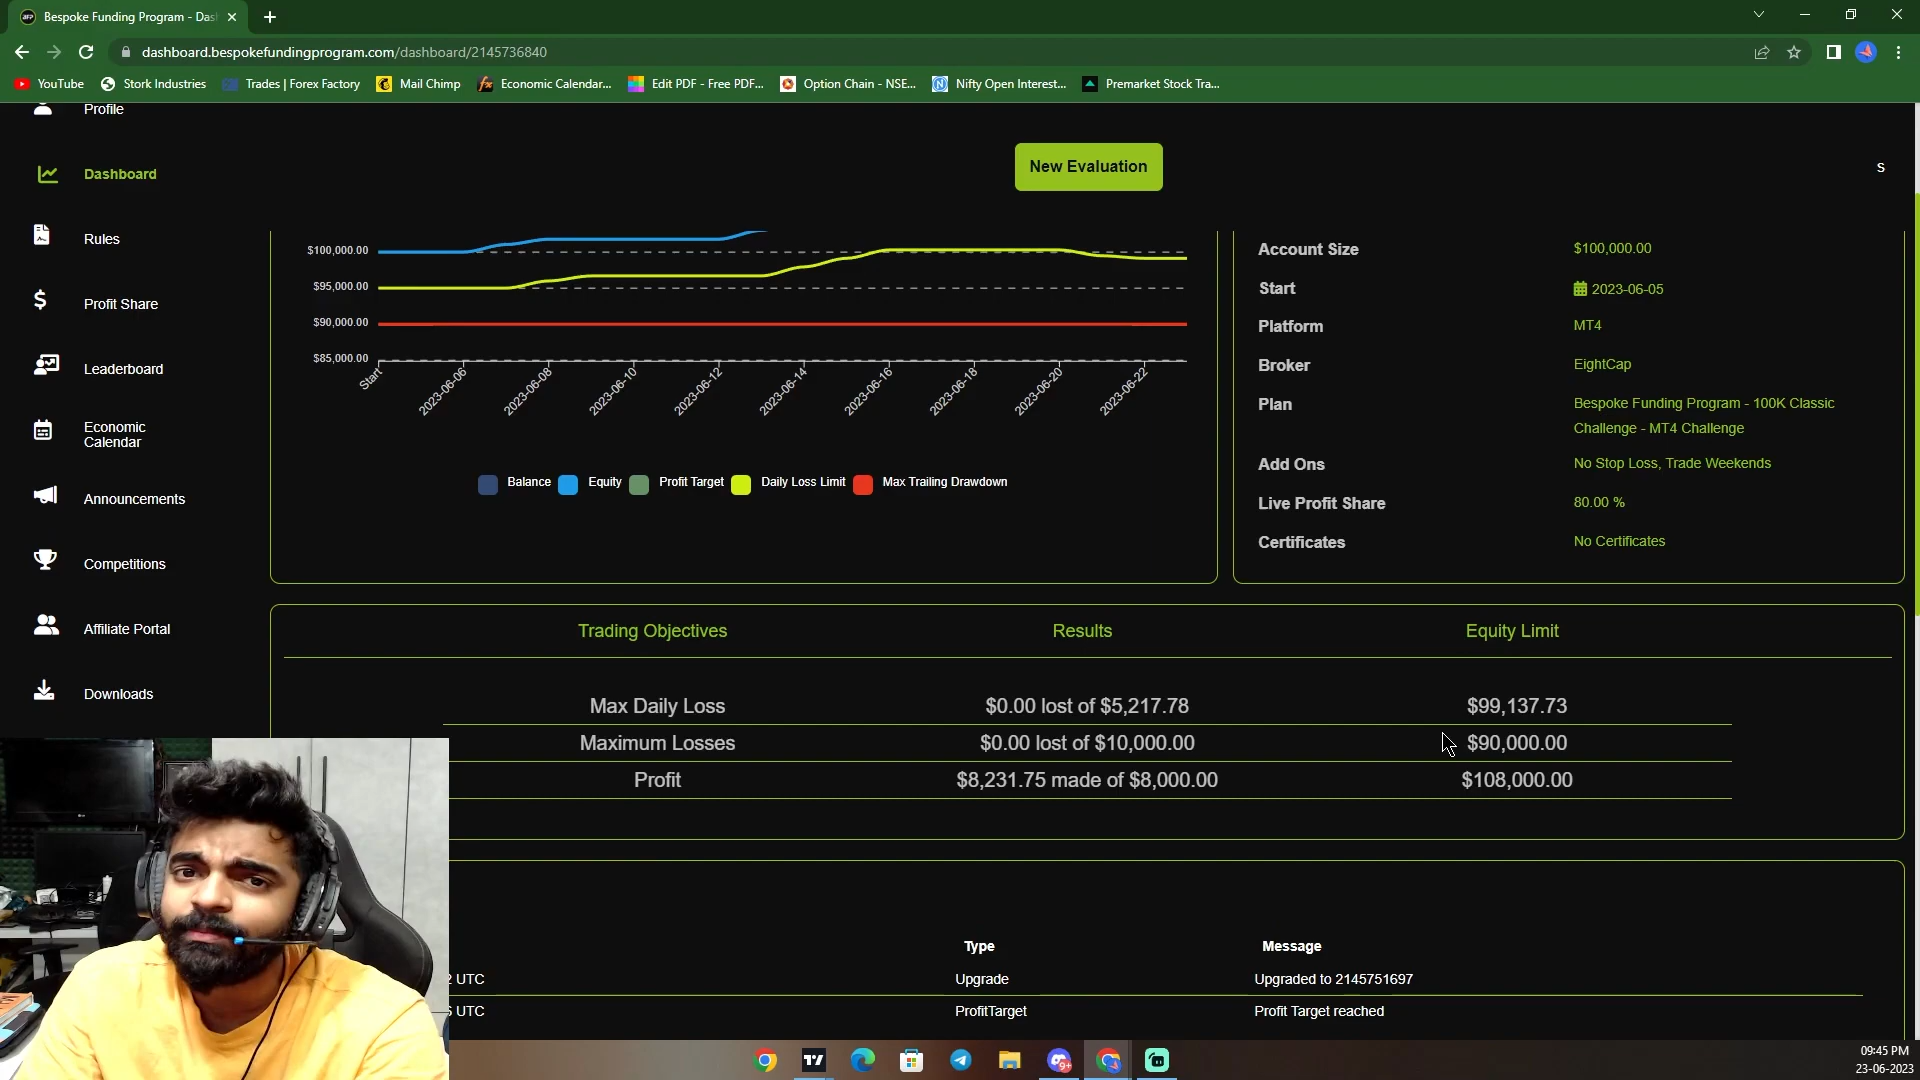 Bespoke Funding Program - Das
dashboard.bespokefundingprogram.com/dashboard/2145736840
YouTube
Stork Industries
Trades | Forex Factory
Mail Chimp
Economic Calendar...
Edit PDF - Free PDF...
Option Chain - NSE...
Nifty Open Interest...
Premarket Stock Tra...
Profile
Dashboard
Rules
Profit Share
Leaderboard
Economic
Calendar
Announcements
Competitions
Affiliate Portal
Downloads
New Evaluation
s
$100,000.00
$95,000.00
$90,000.00
$85,000.00
Start
2023-06-06
2023-06-08
2023-06-10
2023-06-12
2023-06-14
2023-06-16
2023-06-18
2023-06-20
2023-06-22
Balance
Equity
Profit Target
Daily Loss Limit
Max Trailing Drawdown
Account Size $100,000.00
Start 2023-06-05
Platform MT4
Broker EightCap
Plan Bespoke Funding Program - 100K Classic
Challenge - MT4 Challenge
Add Ons No Stop Loss, Trade Weekends
Live Profit Share 80.00 %
Certificates No Certificates
Trading Objectives Results Equity Limit
Max Daily Loss $0.00 lost of $5,217.78 $99,137.73
Maximum Losses $0.00 lost of $10,000.00 $90,000.00
Profit $8,231.75 made of $8,000.00 $108,000.00
Type Message
UTC Upgrade Upgraded to 2145751697
UTC ProfitTarget Profit Target reached
9+
09:45 PM
23-06-2023